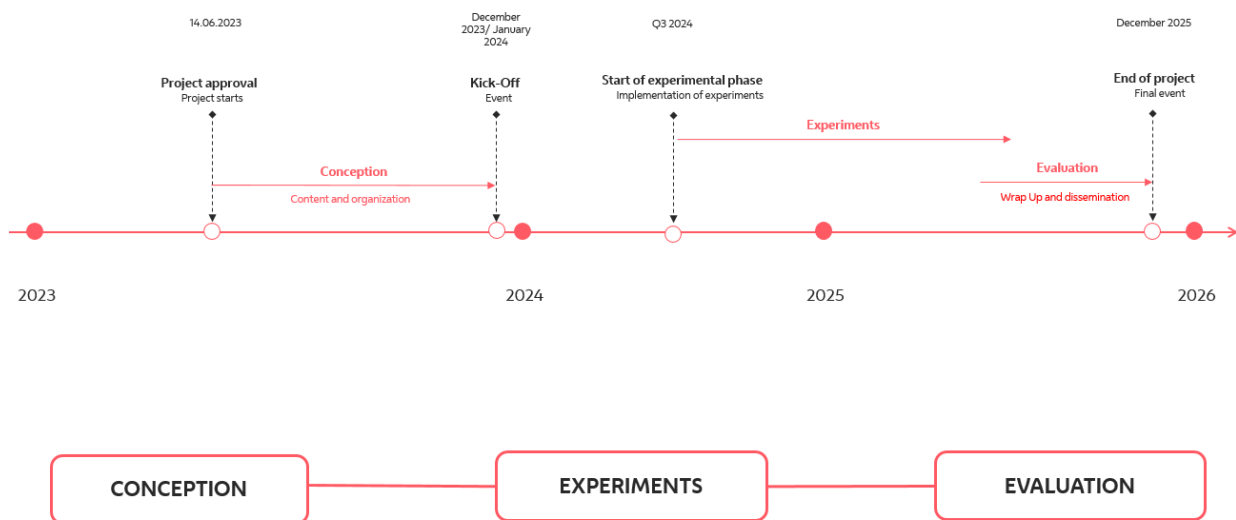 14.06.2023
December
2023/ January
2024
Q3 2024
December 2025
Project approval
Project starts
Kick-Off
Event
Start of experimental phase
Implementation of experiments
End of project
Final event
Experiments
Conception
Content and organization
Evaluation
Wrap Up and dissemination
2023
2024
2025
2026
CONCEPTION
EXPERIMENTS
EVALUATION